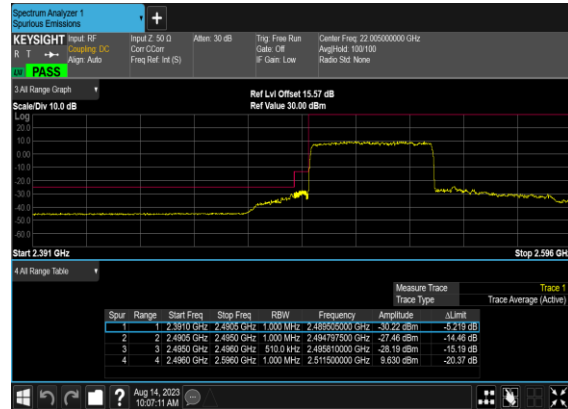 Spectrum Analyzer 1
Spurious Emissions
+
KEYSIGHT Input: RF Input Z: 50 Ω Atten: 30 dB Trig: Free Run Center Freq: 22.005000000 GHz
R T Coupling: DC Corr CCorr Gate: Off Avg|Hold: 100/100
Align: Auto Freq Ref: Int (S) IF Gain: Low Radio Std: None
LW PASS
3 All Range Graph
Ref Lvl Offset 15.57 dB
Scale/Div 10.0 dB Ref Value 30.00 dBm
Log
20.0
10.0
0.00
-10.0
-20.0
-30.0
-40.0
-50.0
-60.0
Start 2.391 GHz Stop 2.596 GHz
4 All Range Table
Measure Trace Trace 1
Trace Type Trace Average (Active)
Spur Range Start Freq Stop Freq RBW Frequency Amplitude ΔLimit
1 1 2.3910 GHz 2.4905 GHz 1.000 MHz 2.489505000 GHz -30.22 dBm -5.219 dB
2 2 2.4905 GHz 2.4950 GHz 1.000 MHz 2.494797500 GHz -27.46 dBm -14.46 dB
3 3 2.4950 GHz 2.4960 GHz 510.0 kHz 2.495810000 GHz -28.19 dBm -15.19 dB
4 4 2.4960 GHz 2.5960 GHz 1.000 MHz 2.511500000 GHz 9.630 dBm -20.37 dB
? Aug 14, 2023
10:07:11 AM